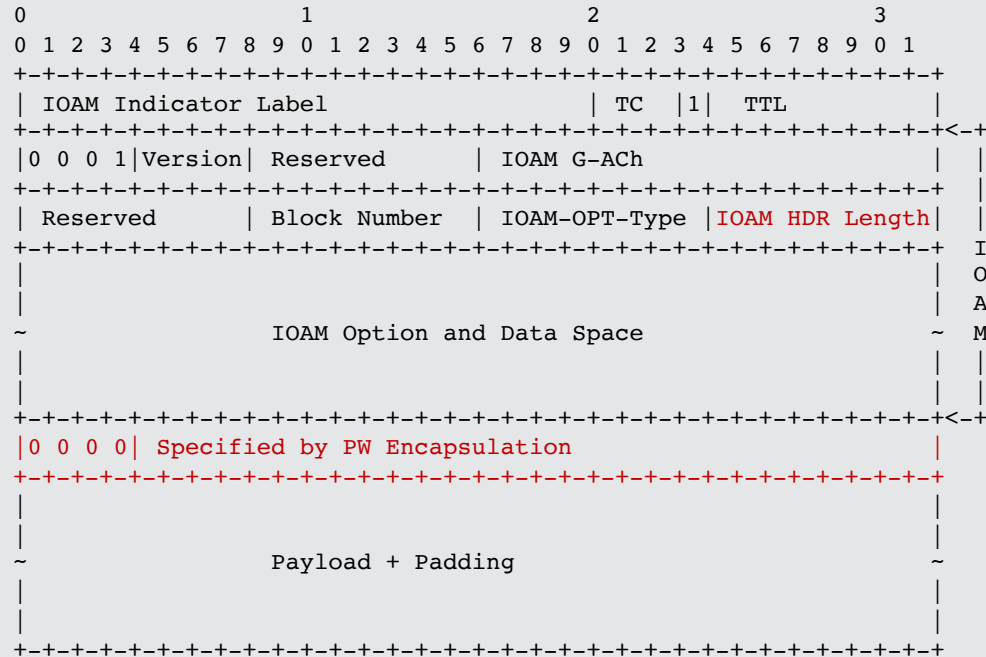 0                   1                   2                   3
0 1 2 3 4 5 6 7 8 9 0 1 2 3 4 5 6 7 8 9 0 1 2 3 4 5 6 7 8 9 0 1
+-+-+-+-+-+-+-+-+-+-+-+-+-+-+-+-+-+-+-+-+-+-+-+-+-+-+-+-+-+-+-+-+
| IOAM Indicator Label                  | TC  |1|  TTL          |
+-+-+-+-+-+-+-+-+-+-+-+-+-+-+-+-+-+-+-+-+-+-+-+-+-+-+-+-+-+-+-+-+<-+
|0 0 0 1|Version| Reserved      | IOAM G-ACh                    |  |
+-+-+-+-+-+-+-+-+-+-+-+-+-+-+-+-+-+-+-+-+-+-+-+-+-+-+-+-+-+-+-+-+  |
| Reserved      | Block Number  | IOAM-OPT-Type |IOAM HDR Length|  |
+-+-+-+-+-+-+-+-+-+-+-+-+-+-+-+-+-+-+-+-+-+-+-+-+-+-+-+-+-+-+-+-+  I
|                                                               |  O
|                                                               |  A
~                 IOAM Option and Data Space                    ~  M
|                                                               |  |
|                                                               |  |
+-+-+-+-+-+-+-+-+-+-+-+-+-+-+-+-+-+-+-+-+-+-+-+-+-+-+-+-+-+-+-+-+<-+
|0 0 0 0| Specified by PW Encapsulation                         |
+-+-+-+-+-+-+-+-+-+-+-+-+-+-+-+-+-+-+-+-+-+-+-+-+-+-+-+-+-+-+-+-+
|                                                               |
|                                                               |
~                 Payload + Padding                             ~
|                                                               |
|                                                               |
+-+-+-+-+-+-+-+-+-+-+-+-+-+-+-+-+-+-+-+-+-+-+-+-+-+-+-+-+-+-+-+-+